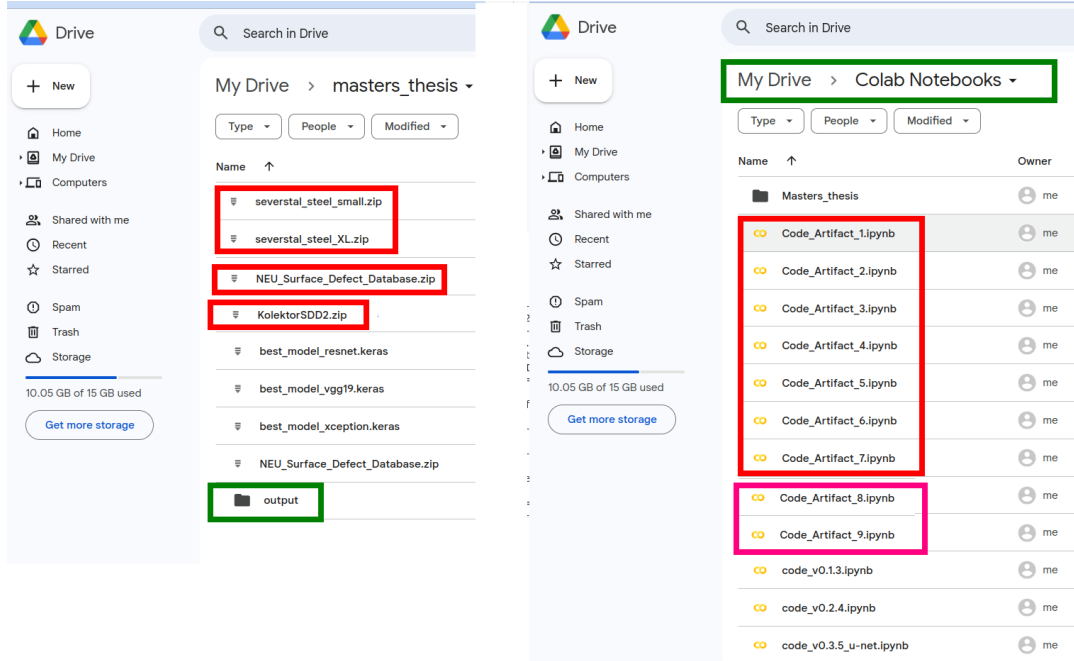 Drive
Search in Drive
New
My Drive > masters_thesis
Type
People
Modified
Home
My Drive
Computers
Shared with me
Recent
Starred
Spam
Trash
Storage
10.05 GB of 15 GB used
Get more storage
Name
severstal_steel_small.zip
severstal_steel_XL.zip
NEU_Surface_Defect_Database.zip
KolektorSDD2.zip
best_model_resnet.keras
best_model_vgg19.keras
best_model_xception.keras
NEU_Surface_Defect_Database.zip
output
Drive
Search in Drive
New
My Drive > Colab Notebooks
Type
People
Modified
Home
My Drive
Computers
Shared with me
Recent
Starred
Spam
Trash
Storage
10.05 GB of 15 GB used
Get more storage
Name Owner
Masters_thesis me
Code_Artifact_1.ipynb me
Code_Artifact_2.ipynb me
Code_Artifact_3.ipynb me
Code_Artifact_4.ipynb me
Code_Artifact_5.ipynb me
Code_Artifact_6.ipynb me
Code_Artifact_7.ipynb me
Code_Artifact_8.ipynb me
Code_Artifact_9.ipynb me
code_v0.1.3.ipynb me
code_v0.2.4.ipynb me
code_v0.3.5_u-net.ipynb me